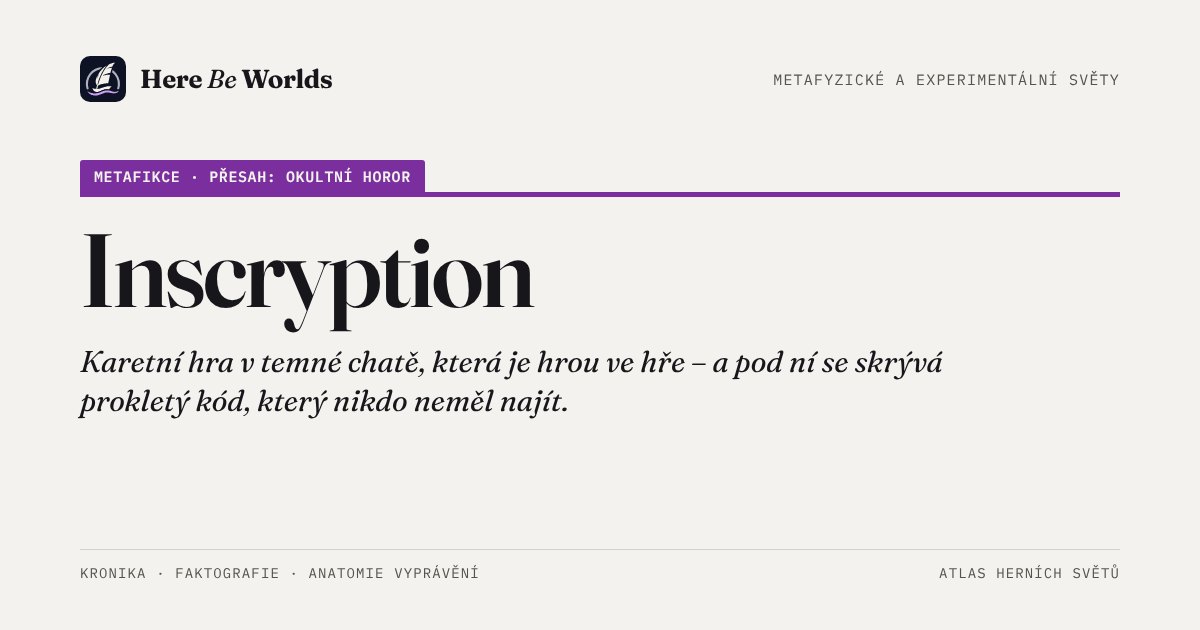 Here Be Worlds
METAFYZICKÉ A EXPERIMENTÁLNÍ SVĚTY
METAFIKCE · PŘESAH: OKULTNÍ HOROR
Inscryption
Karetní hra v temné chatě, která je hrou ve hře – a pod ní se skrývá
prokletý kód, který nikdo neměl najít.
KRONIKA · FAKTOGRAFIE · ANATOMIE VYPRÁVĚNÍ
ATLAS HERNÍCH SVĚTŮ